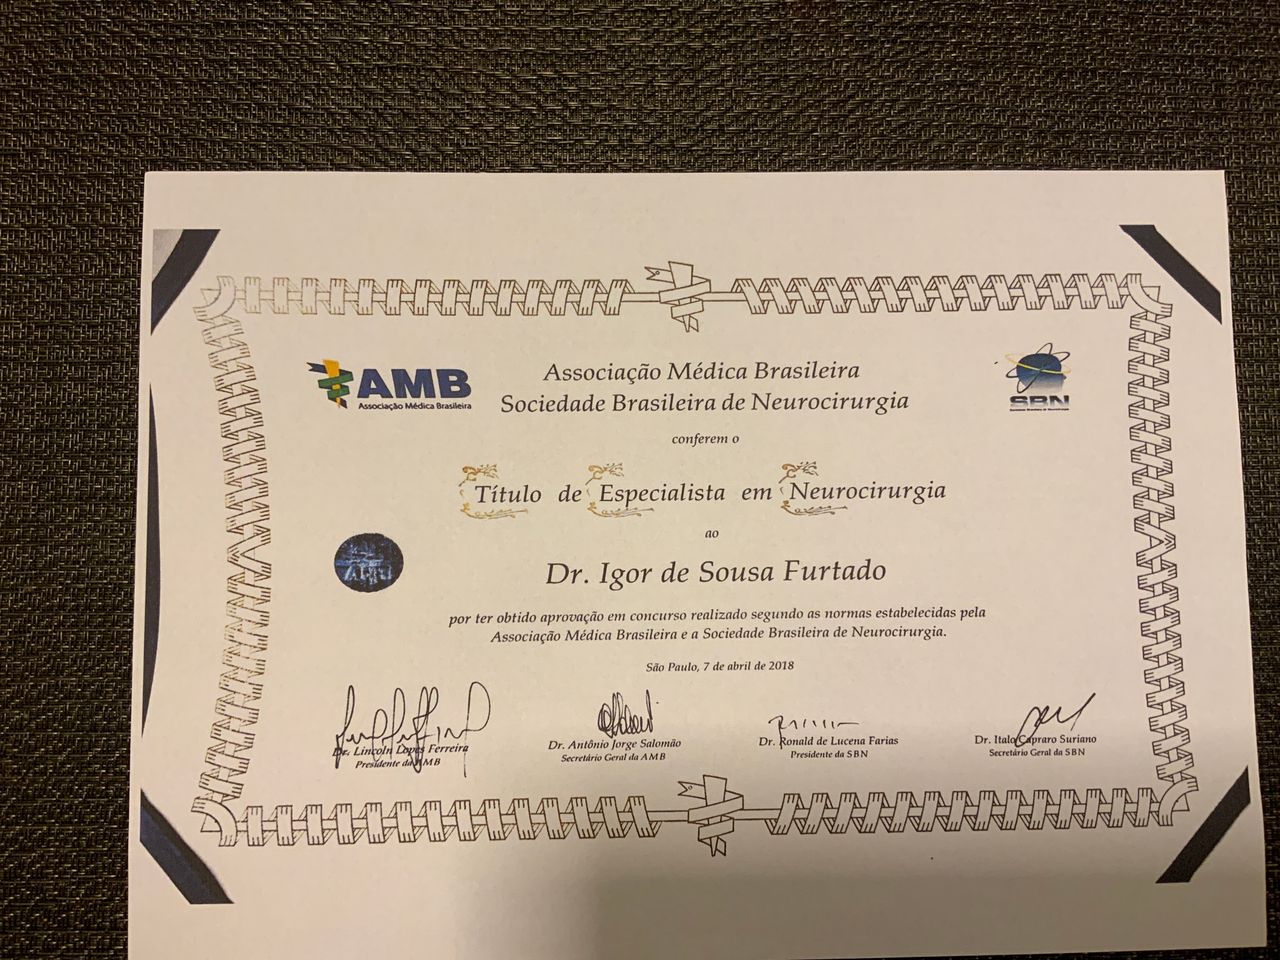 AMB
Associação Médica Brasileira
Associação Médica Brasileira
Sociedade Brasileira de Neurocirurgia
SBN
conferem o
Título de Especialista em Neurocirurgia
ao
Dr. Igor de Sousa Furtado
por ter obtido aprovação em concurso realizado segundo as normas estabelecidas pela
Associação Médica Brasileira e a Sociedade Brasileira de Neurocirurgia.
São Paulo, 7 de abril de 2018
Dr. Lincoln Lopes Ferreira
Presidente da AMB
Dr. Antônio Jorge Salomão
Secretário Geral da AMB
Dr. Ronald de Lucena Farias
Presidente da SBN
Dr. Italo Capraro Suriano
Secretário Geral da SBN